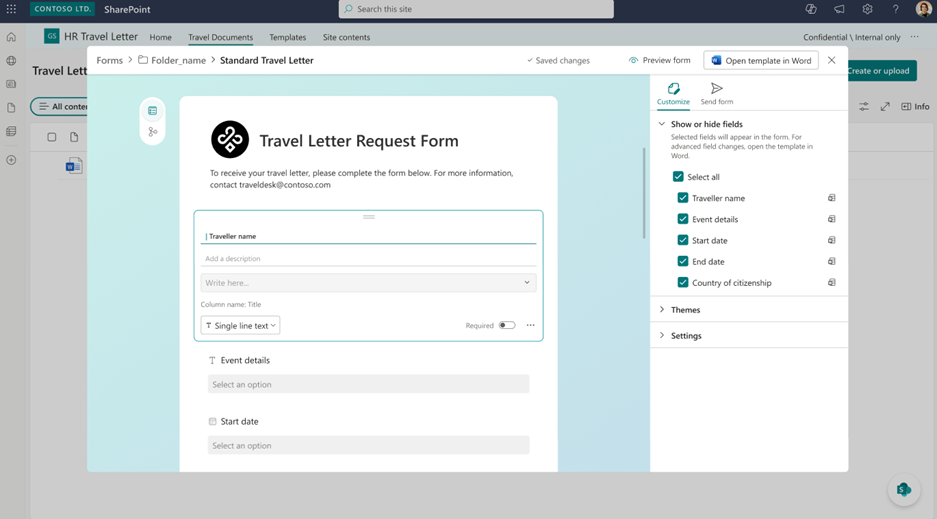 CONTOSO LTD. SharePoint Search this site ?
GS HR Travel Letter Home Travel Documents Templates Site contents Confidential \ Internal only ...
Forms > Folder_name > Standard Travel Letter Saved changes Preview form Open template in Word
Travel Lett
Create or upload
All conten
Info
Customize Send form
Show or hide fields
Selected fields will appear in the form. For
advanced field changes, open the template in
Word.
Select all
Traveller name
Event details
Start date
End date
Country of citizenship
Themes
Settings
Travel Letter Request Form
To receive your travel letter, please complete the form below. For more information,
contact traveldesk@contoso.com
Traveller name
Add a description
Write here...
Column name: Title
T Single line text Required ...
T Event details
Select an option
Start date
Select an option